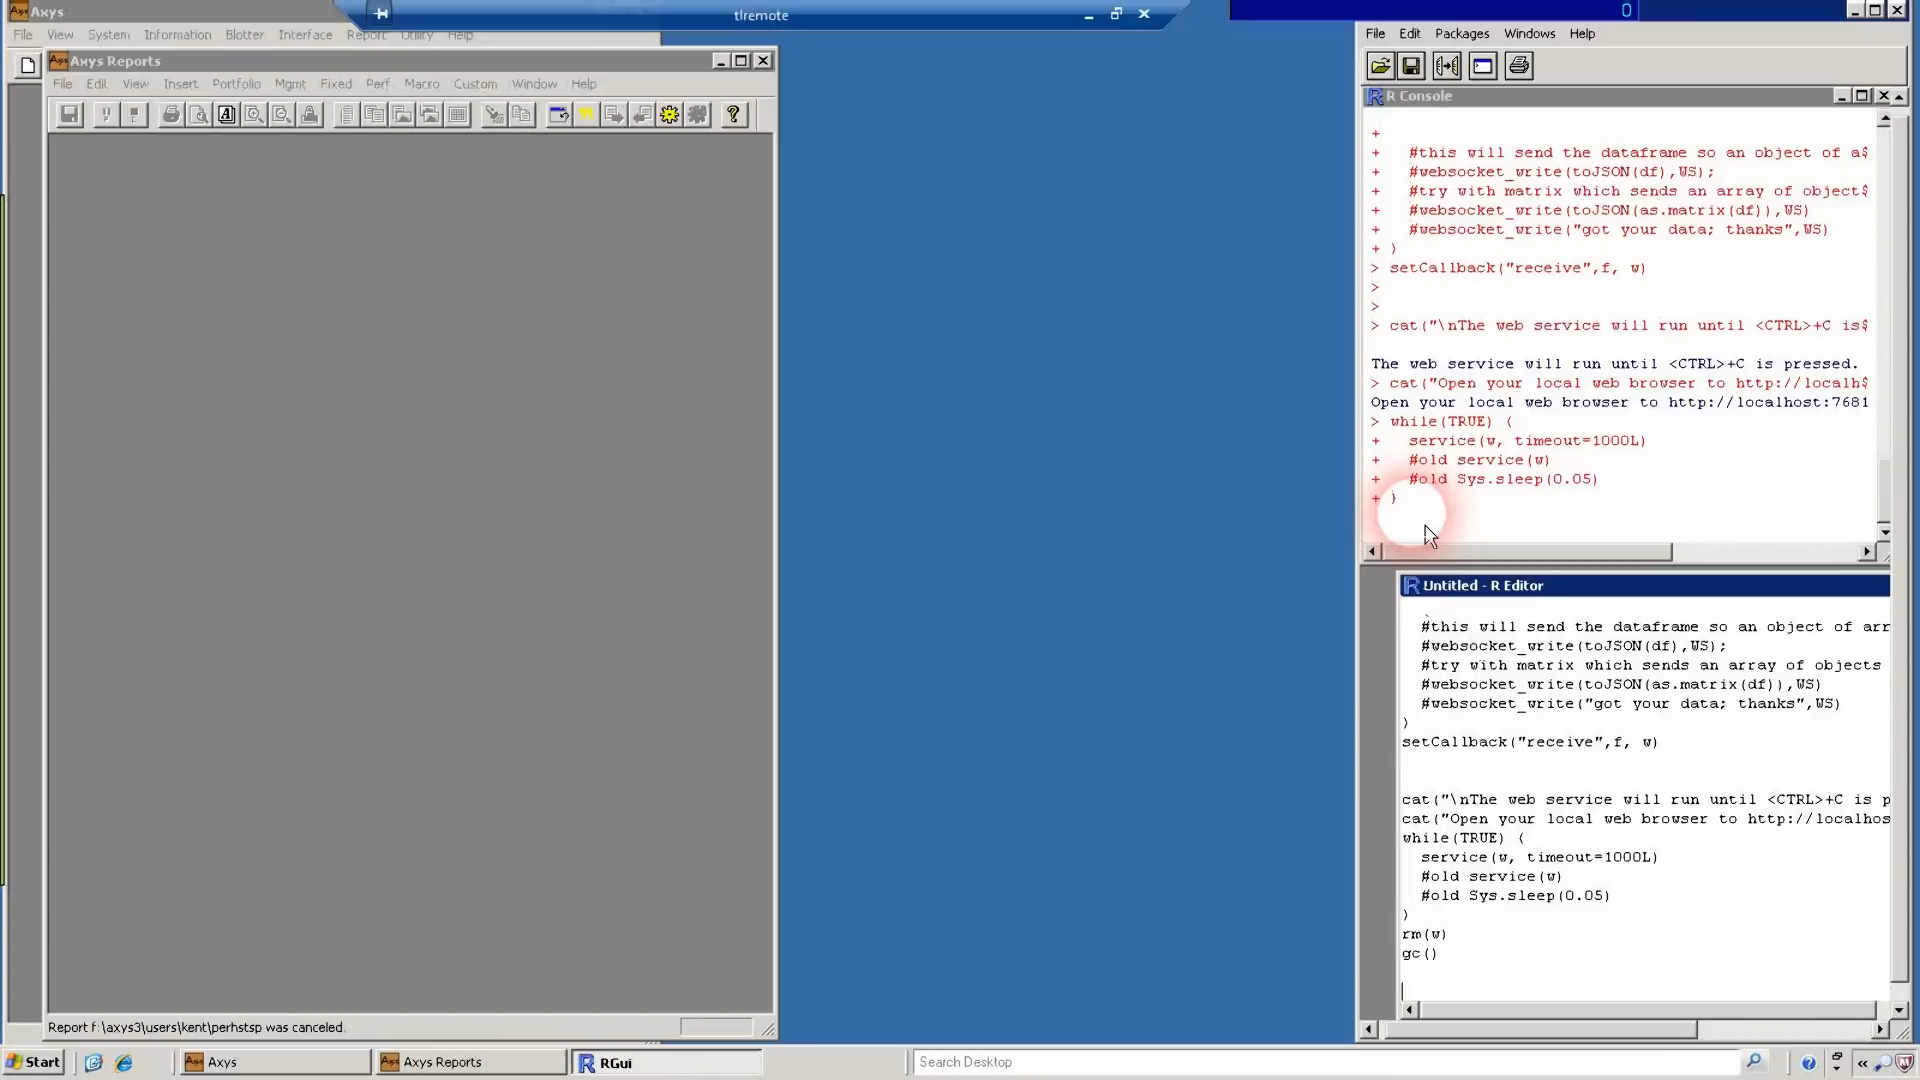 Axys
File View System Information Blotter Interface Report Utility Help
tlremote
0
Axys Reports
File Edit View Insert Portfolio Mgmt Fixed Perf Macro Custom Window Help
Report f:\axys3\users\kent\perhstsp was canceled.
File Edit Packages Windows Help
R Console
+
+   #this will send the dataframe so an object of a$
+   #websocket_write(toJSON(df),WS);
+   #try with matrix which sends an array of object$
+   #websocket_write(toJSON(as.matrix(df)),WS)
+   #websocket_write("got your data; thanks",WS)
+ }
> setCallback("receive",f, w)
>
>
> cat("\nThe web service will run until <CTRL>+C is$
The web service will run until <CTRL>+C is pressed.
> cat("Open your local web browser to http://localh$
Open your local web browser to http://localhost:7681
> while(TRUE) {
+   service(w, timeout=1000L)
+   #old service(w)
+   #old Sys.sleep(0.05)
+ }
Untitled - R Editor
#this will send the dataframe so an object of arr
#websocket_write(toJSON(df),WS);
#try with matrix which sends an array of objects
#websocket_write(toJSON(as.matrix(df)),WS)
#websocket_write("got your data; thanks",WS)
}
setCallback("receive",f, w)
cat("\nThe web service will run until <CTRL>+C is p
cat("Open your local web browser to http://localhos
while(TRUE) {
service(w, timeout=1000L)
#old service(w)
#old Sys.sleep(0.05)
}
rm(w)
gc()
Start
Axys
Axys Reports
RGui
Search Desktop